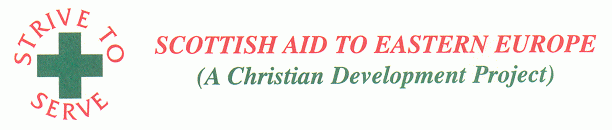 STRIVE TO
SERVE
SCOTTISH AID TO EASTERN EUROPE
(A Christian Development Project)